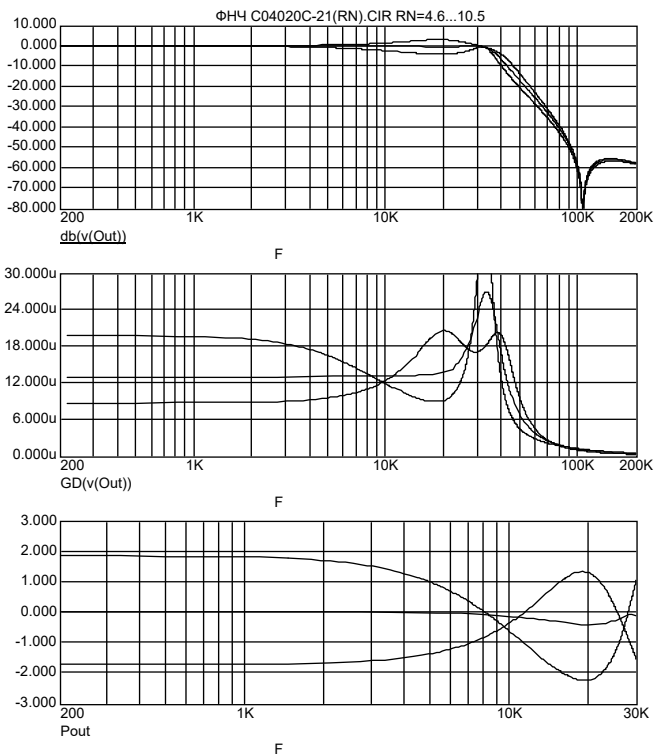 ФНЧ C04020C-21(RN).CIR RN=4.6...10.5
10.000
0.000
-10.000
-20.000
-30.000
-40.000
-50.000
-60.000
-70.000
-80.000
200 1K 10K 100K 200K
db(v(Out))
F
30.000u
24.000u
18.000u
12.000u
6.000u
0.000u
200 1K 10K 100K 200K
GD(v(Out))
F
3.000
2.000
1.000
0.000
-1.000
-2.000
-3.000
200 1K 10K 30K
Pout
F